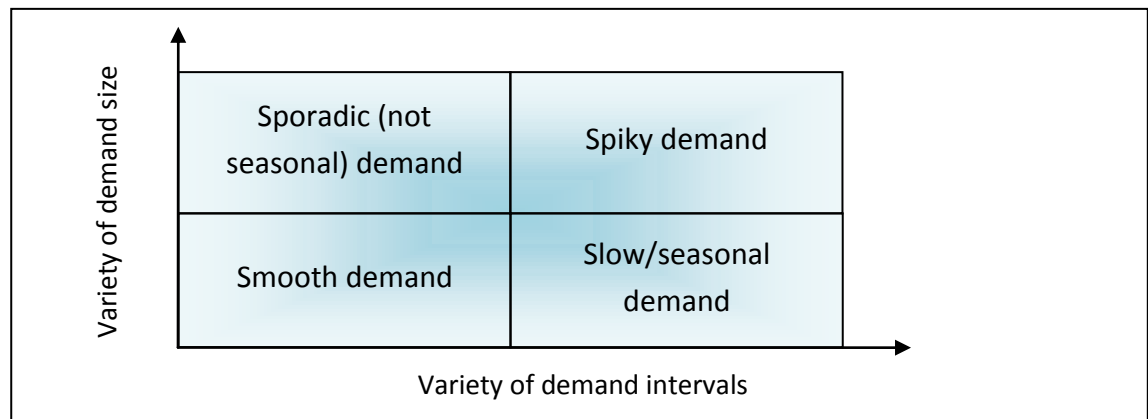 Variety of demand size
Sporadic (not
seasonal) demand
Spiky demand
Smooth demand
Slow/seasonal
demand
Variety of demand intervals